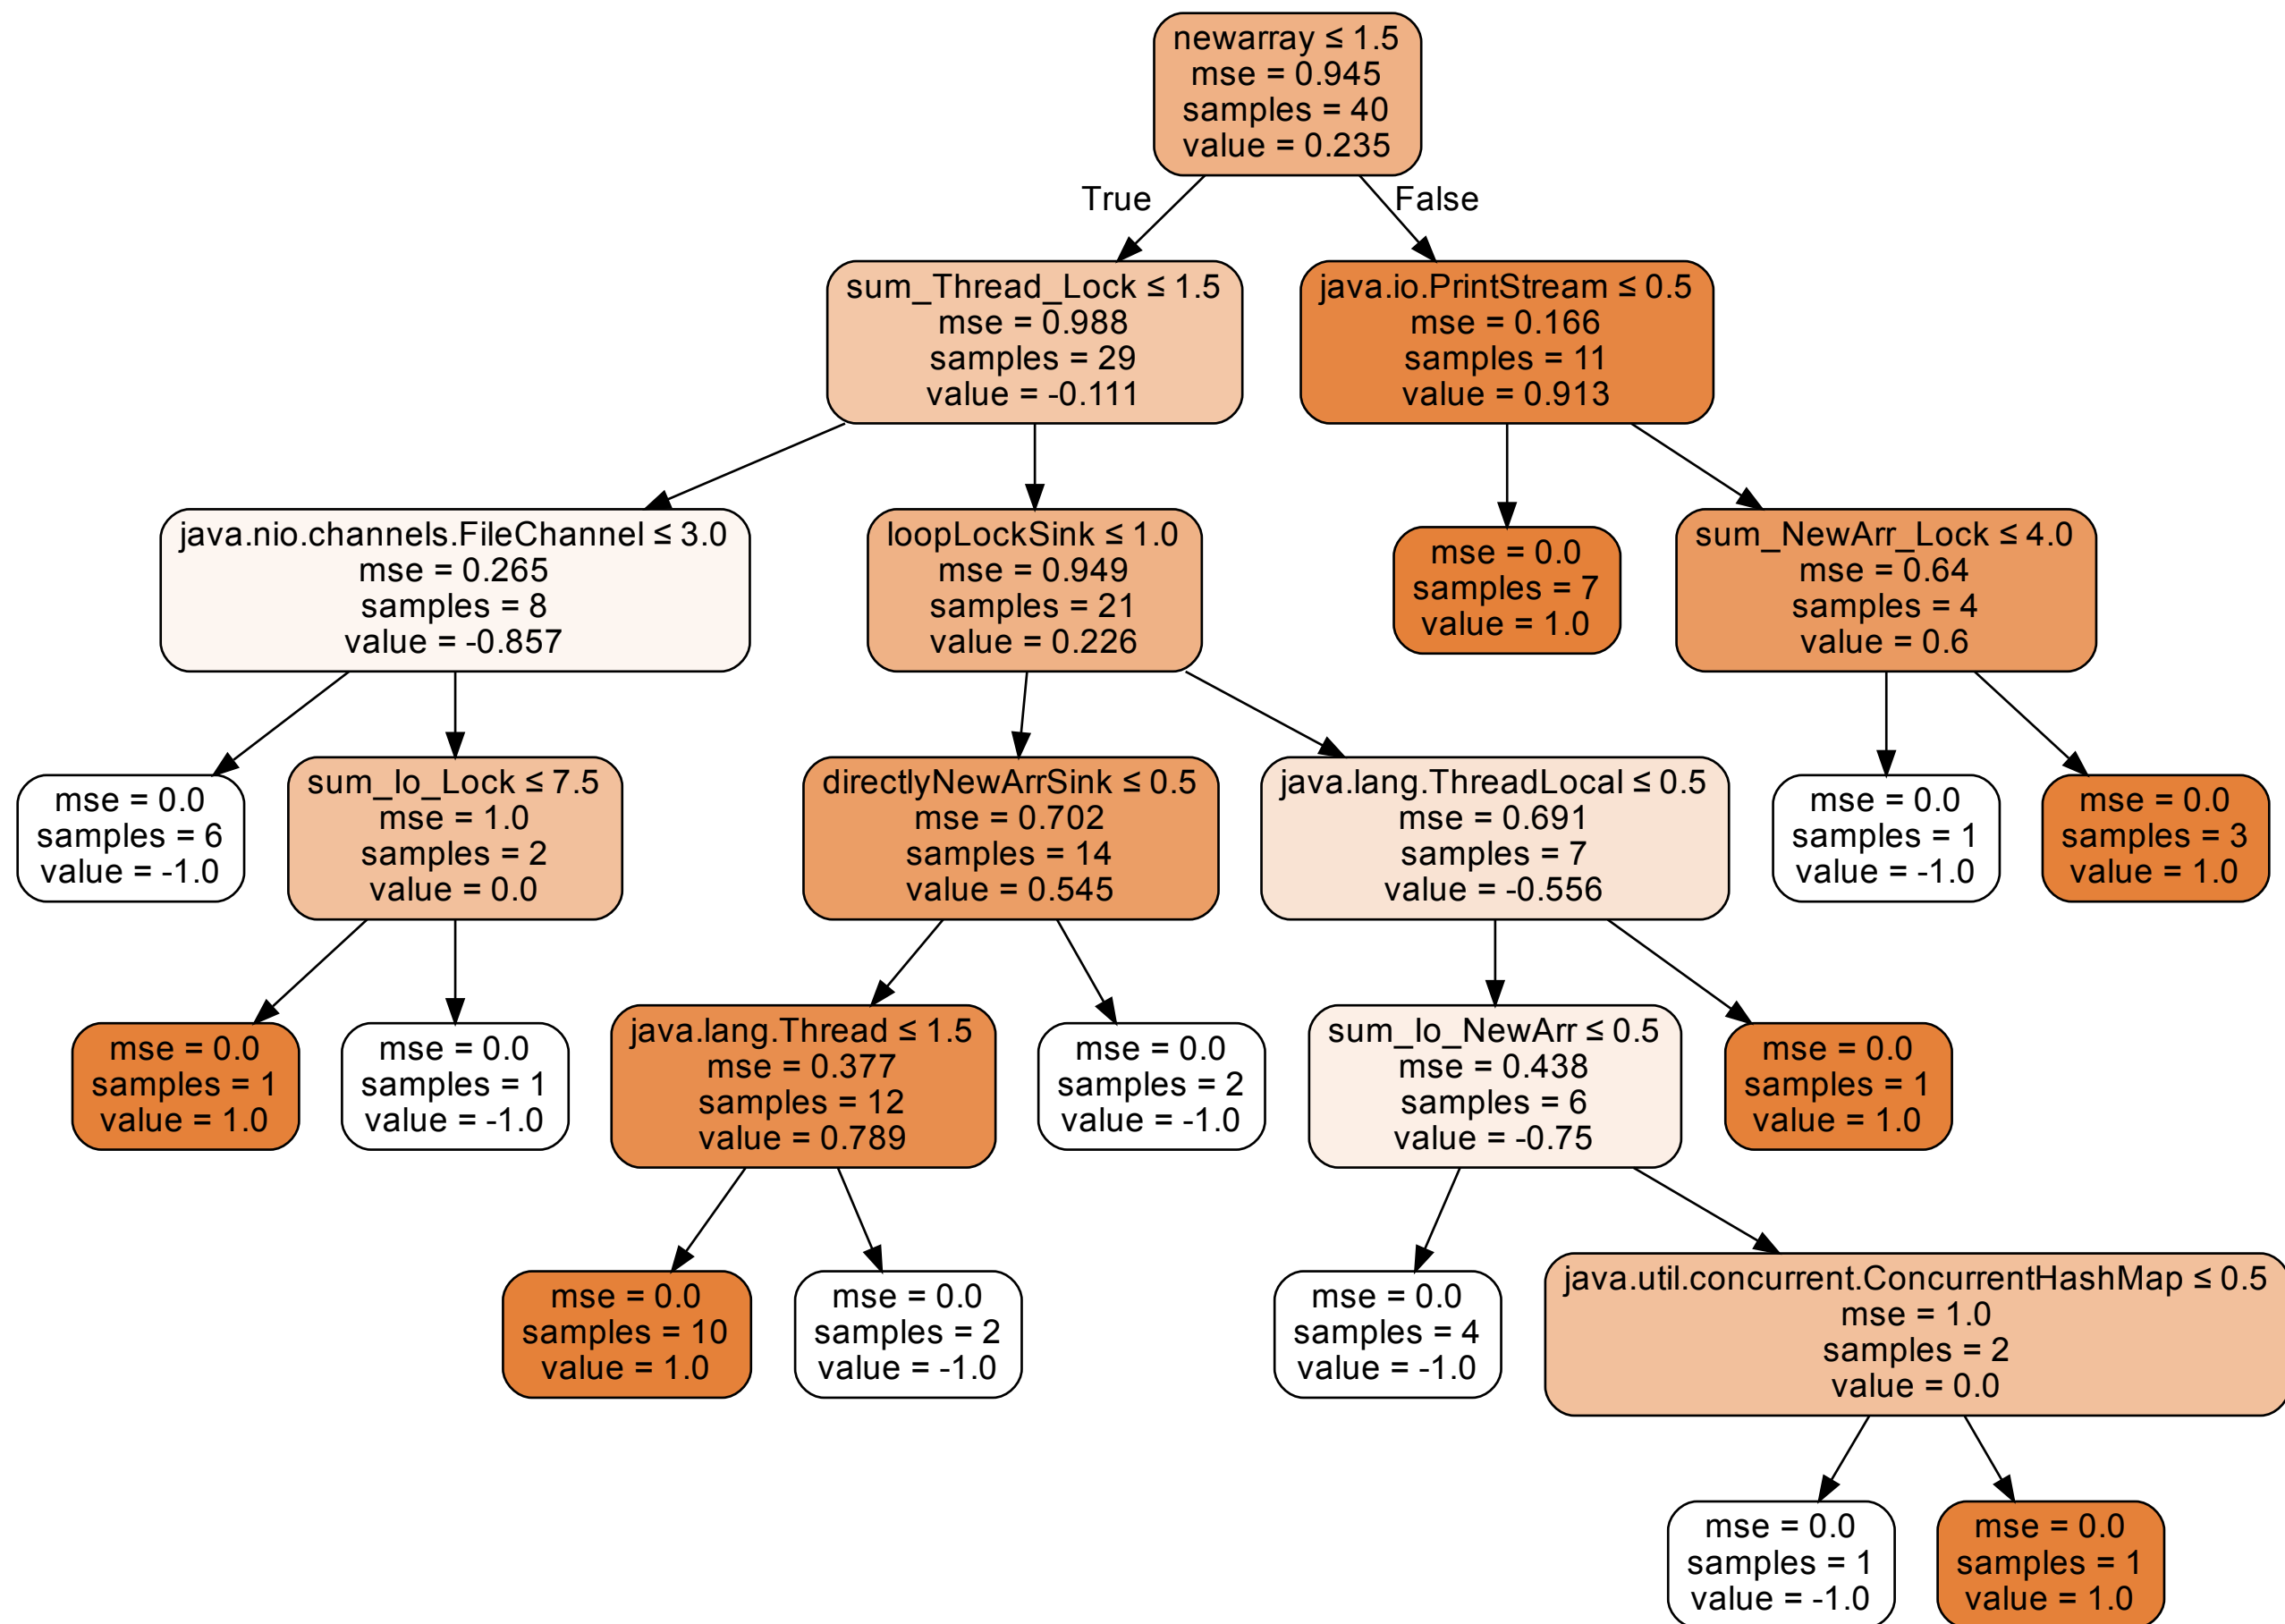 newarray ≤ 1.5
mse = 0.945
samples = 40
value = 0.235
True
False
sum_Thread_Lock ≤ 1.5
mse = 0.988
samples = 29
value = -0.111
java.io.PrintStream ≤ 0.5
mse = 0.166
samples = 11
value = 0.913
java.nio.channels.FileChannel ≤ 3.0
mse = 0.265
samples = 8
value = -0.857
loopLockSink ≤ 1.0
mse = 0.949
samples = 21
value = 0.226
mse = 0.0
samples = 7
value = 1.0
sum_NewArr_Lock ≤ 4.0
mse = 0.64
samples = 4
value = 0.6
mse = 0.0
samples = 6
value = -1.0
sum_Io_Lock ≤ 7.5
mse = 1.0
samples = 2
value = 0.0
directlyNewArrSink ≤ 0.5
mse = 0.702
samples = 14
value = 0.545
java.lang.ThreadLocal ≤ 0.5
mse = 0.691
samples = 7
value = -0.556
mse = 0.0
samples = 1
value = -1.0
mse = 0.0
samples = 3
value = 1.0
mse = 0.0
samples = 1
value = 1.0
mse = 0.0
samples = 1
value = -1.0
java.lang.Thread ≤ 1.5
mse = 0.377
samples = 12
value = 0.789
mse = 0.0
samples = 2
value = -1.0
sum_Io_NewArr ≤ 0.5
mse = 0.438
samples = 6
value = -0.75
mse = 0.0
samples = 1
value = 1.0
mse = 0.0
samples = 10
value = 1.0
mse = 0.0
samples = 2
value = -1.0
mse = 0.0
samples = 4
value = -1.0
java.util.concurrent.ConcurrentHashMap ≤ 0.5
mse = 1.0
samples = 2
value = 0.0
mse = 0.0
samples = 1
value = -1.0
mse = 0.0
samples = 1
value = 1.0